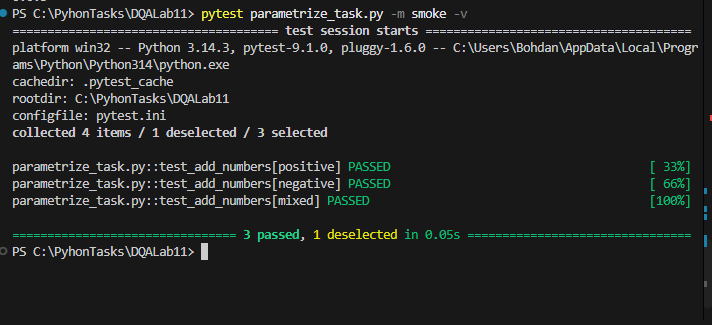 PS C:\PyhonTasks\DQALab11> pytest parametrize_task.py -m smoke -v
==================================== test session starts ====================================
platform win32 -- Python 3.14.3, pytest-9.1.0, pluggy-1.6.0 -- C:\Users\Bohdan\AppData\Local\Progr
ams\Python\Python314\python.exe
cachedir: .pytest_cache
rootdir: C:\PyhonTasks\DQALab11
configfile: pytest.ini
collected 4 items / 1 deselected / 3 selected
parametrize_task.py::test_add_numbers[positive] PASSED [ 33%]
parametrize_task.py::test_add_numbers[negative] PASSED [ 66%]
parametrize_task.py::test_add_numbers[mixed] PASSED [100%]
=============================== 3 passed, 1 deselected in 0.05s ===============================
PS C:\PyhonTasks\DQALab11>